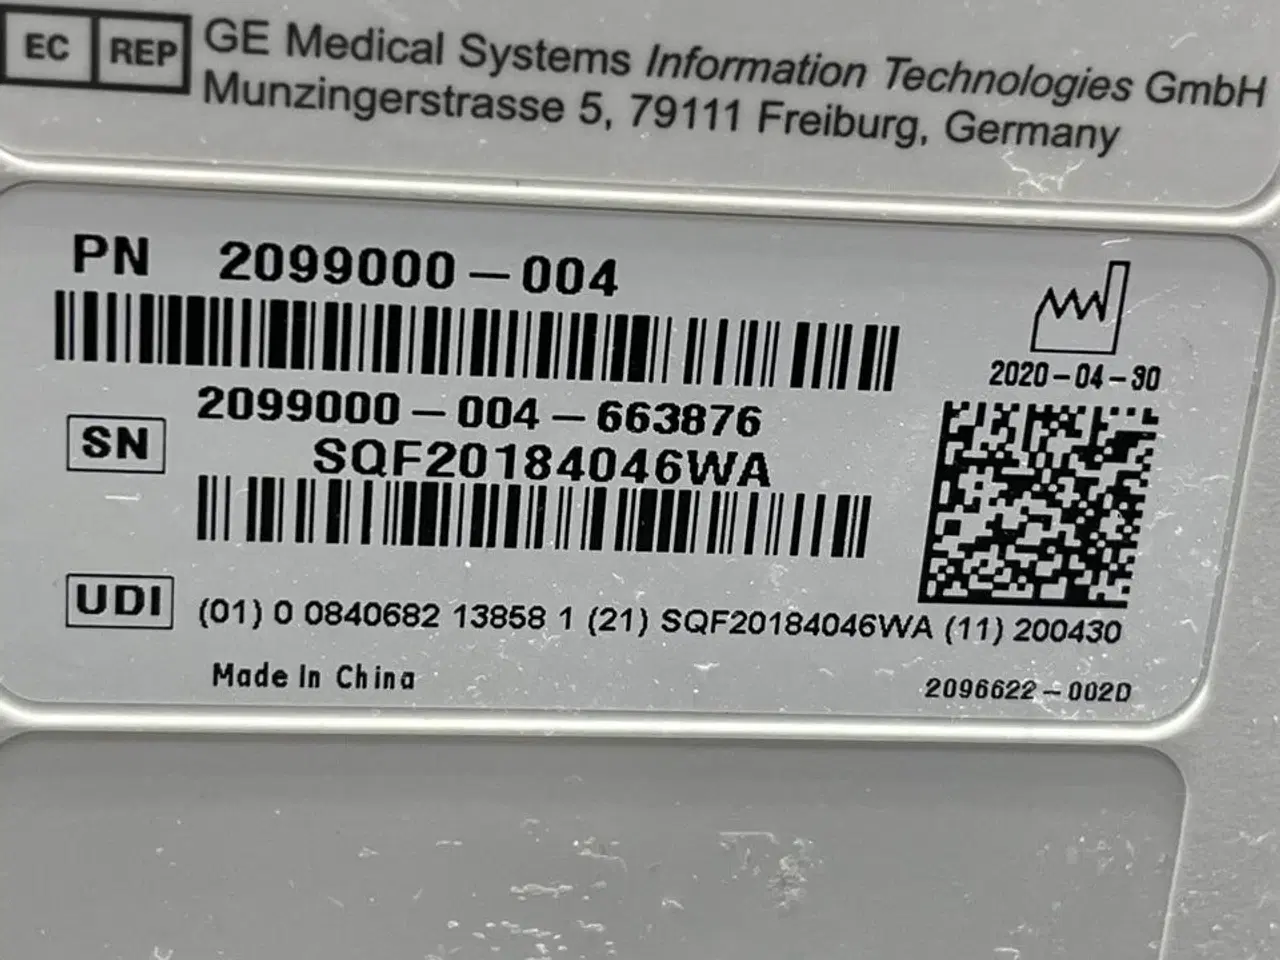 EC REP GE Medical Systems Information Technologies GmbH
Munzingerstrasse 5, 79111 Freiburg, Germany
PN 2099000-004
2020-04-30
2099000-004-663876
SN SQF20184046WA
UDI (01) 0 0840682 13858 1 (21) SQF20184046WA (11) 200430
Made In China
2096622-002D